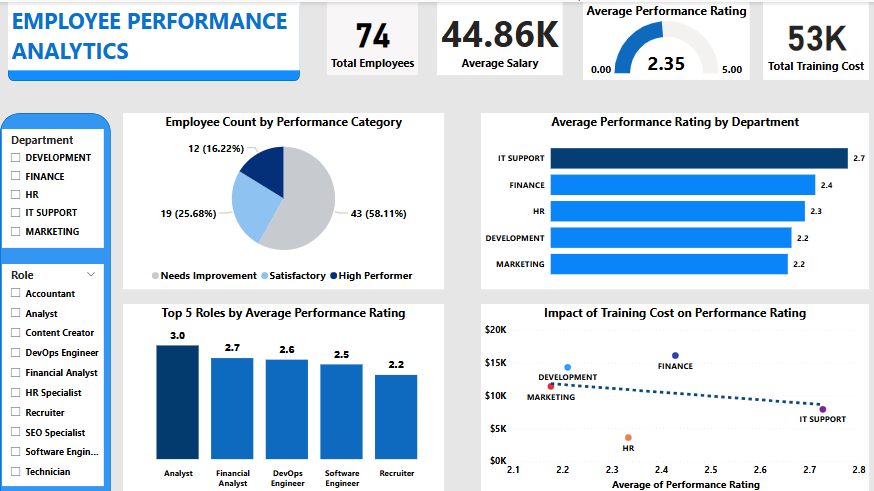 EMPLOYEE PERFORMANCE
ANALYTICS
74
Total Employees
44.86K
Average Salary
Average Performance Rating
0.00
2.35
5.00
53K
Total Training Cost
Department
DEVELOPMENT
FINANCE
HR
IT SUPPORT
MARKETING
Role
Accountant
Analyst
Content Creator
DevOps Engineer
Financial Analyst
HR Specialist
Recruiter
SEO Specialist
Software Engin...
Technician
Employee Count by Performance Category
12 (16.22%)
19 (25.68%)
43 (58.11%)
Needs Improvement
Satisfactory
High Performer
Average Performance Rating by Department
IT SUPPORT 2.7
FINANCE 2.4
HR 2.3
DEVELOPMENT 2.2
MARKETING 2.2
Top 5 Roles by Average Performance Rating
3.0
2.7
2.6
2.5
2.2
Analyst
Financial
Analyst
DevOps
Engineer
Software
Engineer
Recruiter
Impact of Training Cost on Performance Rating
$20K
$15K
$10K
$5K
$0K
FINANCE
DEVELOPMENT
MARKETING
IT SUPPORT
HR
2.1 2.2 2.3 2.4 2.5 2.6 2.7 2.8
Average of Performance Rating